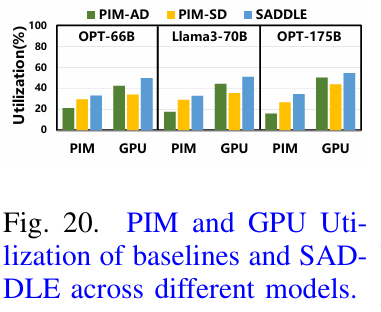 PIM-AD PIM-SD SADDLE
100 OPT-66B Llama3-70B OPT-175B
80
60
40
20
0
Utilization(%)
PIM GPU PIM GPU PIM GPU
Fig. 20. PIM and GPU Uti-
lization of baselines and SAD-
DLE across different models.